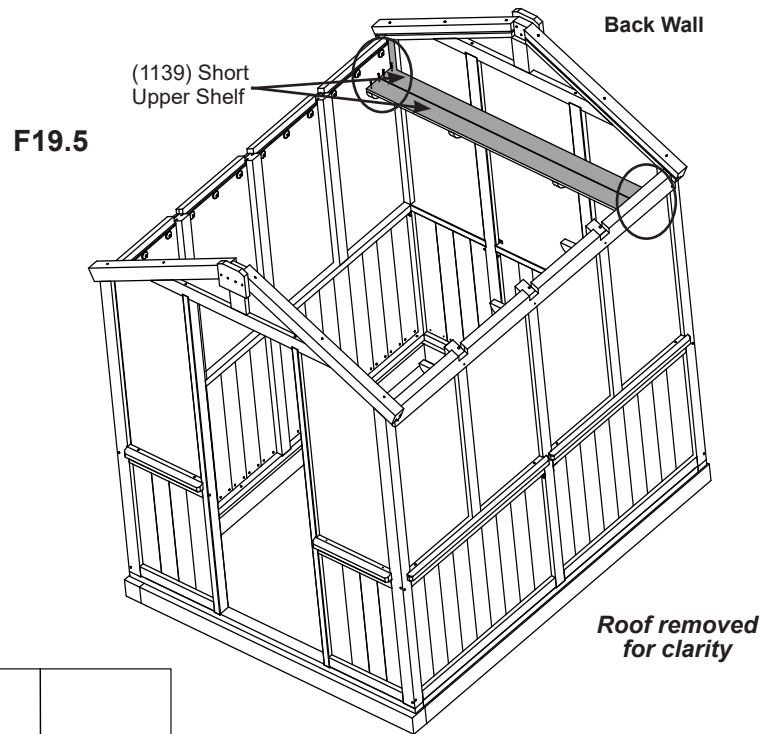 Back Wall
(1139) Short
Upper Shelf
F19.5
Roof removed
for clarity